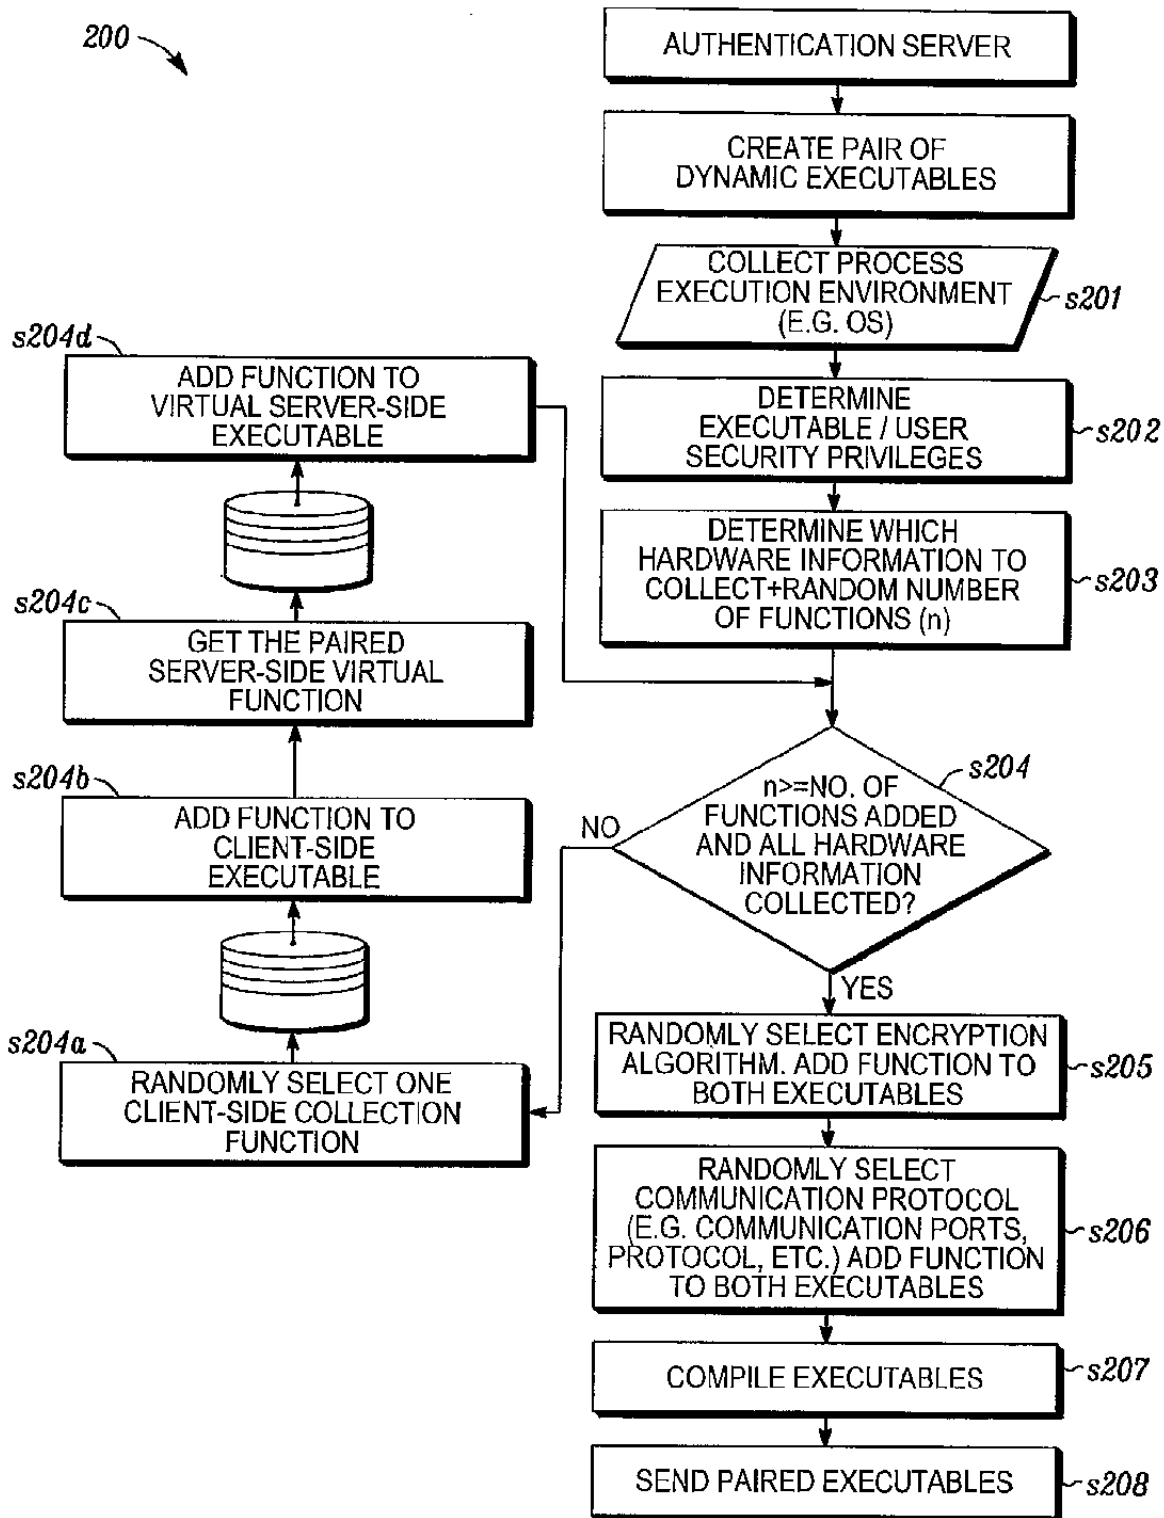 200
AUTHENTICATION SERVER
CREATE PAIR OF
DYNAMIC EXECUTABLES
COLLECT PROCESS
EXECUTION ENVIRONMENT
(E.G. OS)
s201
DETERMINE
EXECUTABLE / USER
SECURITY PRIVILEGES
s202
DETERMINE WHICH
HARDWARE INFORMATION TO
COLLECT+RANDOM NUMBER
OF FUNCTIONS (n)
s203
s204
n>=NO. OF
FUNCTIONS ADDED
AND ALL HARDWARE
INFORMATION
COLLECTED?
NO
YES
s204a
RANDOMLY SELECT ONE
CLIENT-SIDE COLLECTION
FUNCTION
s204b
ADD FUNCTION TO
CLIENT-SIDE
EXECUTABLE
s204c
GET THE PAIRED
SERVER-SIDE VIRTUAL
FUNCTION
s204d
ADD FUNCTION TO
VIRTUAL SERVER-SIDE
EXECUTABLE
RANDOMLY SELECT ENCRYPTION
ALGORITHM. ADD FUNCTION TO
BOTH EXECUTABLES
s205
RANDOMLY SELECT
COMMUNICATION PROTOCOL
(E.G. COMMUNICATION PORTS,
PROTOCOL, ETC.) ADD FUNCTION
TO BOTH EXECUTABLES
s206
COMPILE EXECUTABLES
s207
SEND PAIRED EXECUTABLES
s208